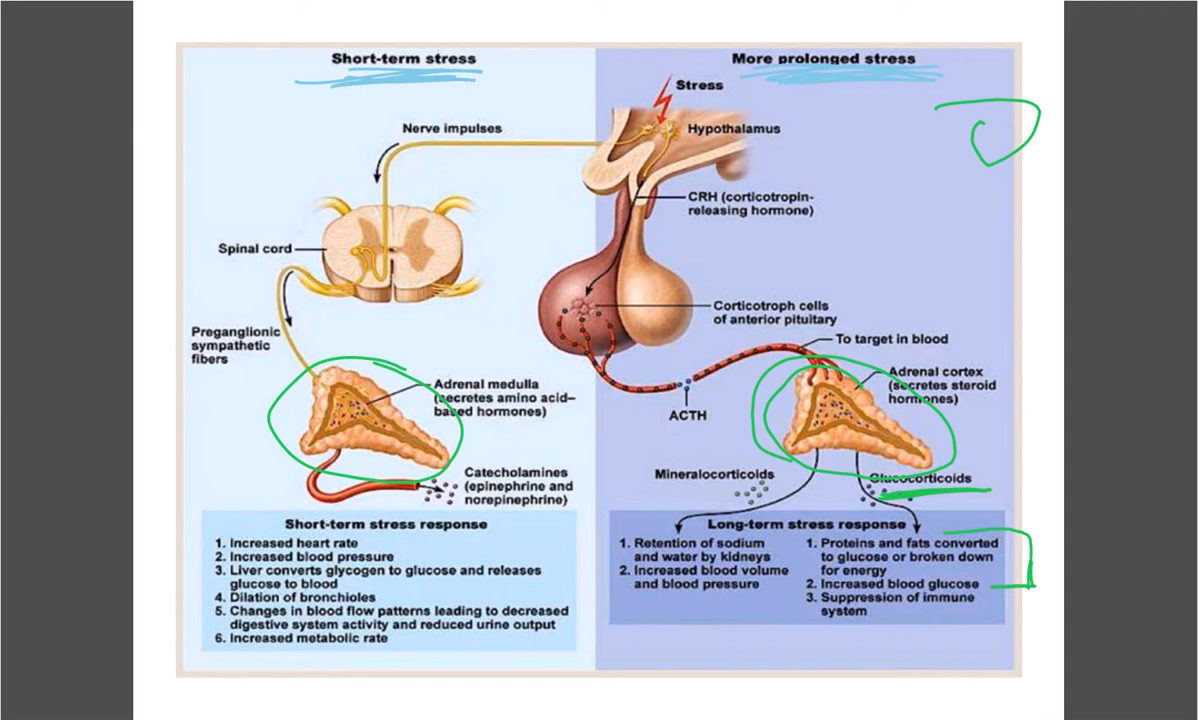 Short-term stress
More prolonged stress
Stress
Nerve impulses
Hypothalamus
CRH (corticotropin-
releasing hormone)
Spinal cord
Corticotroph cells
of anterior pituitary
Preganglionic
sympathetic
fibers
To target in blood
Adrenal medulla
(secretes amino acid–
based hormones)
Adrenal cortex
(secretes steroid
hormones)
ACTH
Catecholamines
(epinephrine and
norepinephrine)
Mineralocorticoids
Glucocorticoids
Short-term stress response
1. Increased heart rate
2. Increased blood pressure
3. Liver converts glycogen to glucose and releases
glucose to blood
4. Dilation of bronchioles
5. Changes in blood flow patterns leading to decreased
digestive system activity and reduced urine output
6. Increased metabolic rate
Long-term stress response
1. Retention of sodium
and water by kidneys
2. Increased blood volume
and blood pressure
1. Proteins and fats converted
to glucose or broken down
for energy
2. Increased blood glucose
3. Suppression of immune
system